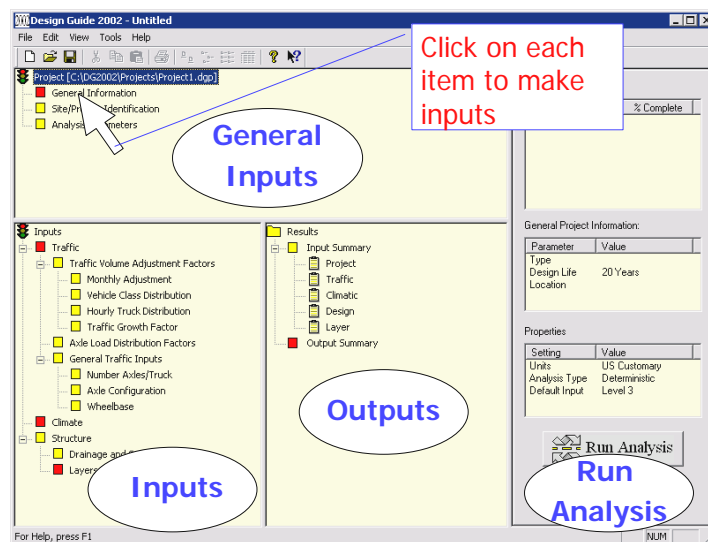 Design Guide 2002 - Untitled
File Edit View Tools Help
Click on each
item to make
inputs
Project [C:\DG2002\Projects\Project1.dgp]
General Information
Site/Pr Identification
Analysis meters
General
Inputs
% Complete
General Project Information:
Parameter Value
Type
Design Life 20 Years
Location
Properties
Setting Value
Units US Customary
Analysis Type Deterministic
Default Input Level 3
Run Analysis
Run
Analysis
Inputs
Traffic
Traffic Volume Adjustment Factors
Monthly Adjustment
Vehicle Class Distribution
Hourly Truck Distribution
Traffic Growth Factor
Axle Load Distribution Factors
General Traffic Inputs
Number Axles/Truck
Axle Configuration
Wheelbase
Climate
Structure
Drainage and
Layers
Inputs
Results
Input Summary
Project
Traffic
Climatic
Design
Layer
Output Summary
Outputs
For Help, press F1
NUM